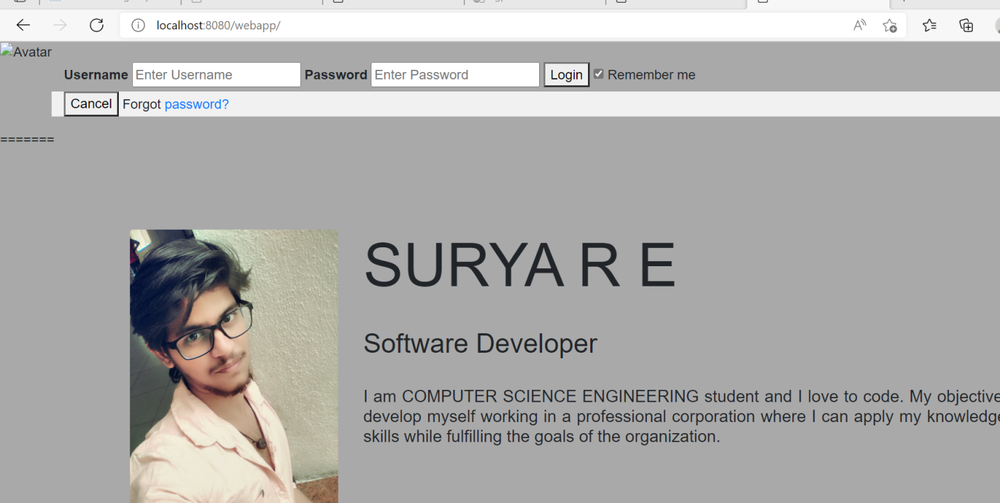 localhost:8080/webapp/
Avatar
Username Enter Username Password Enter Password Login Remember me
Cancel Forgot password?
=======
SURYA R E
Software Developer
I am COMPUTER SCIENCE ENGINEERING student and I love to code. My objective
develop myself working in a professional corporation where I can apply my knowledge
skills while fulfilling the goals of the organization.